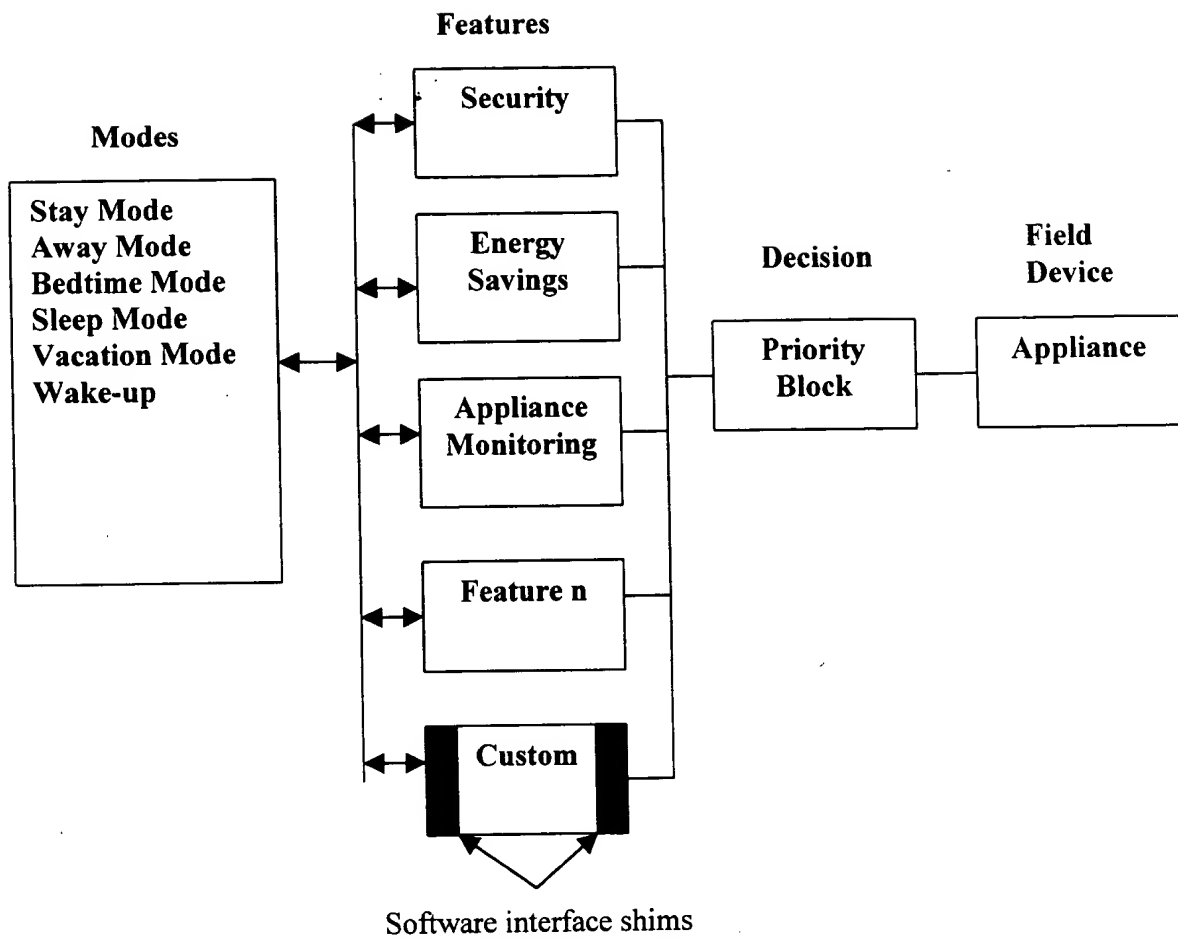 Features
Security
Modes
Stay Mode
Away Mode
Bedtime Mode
Sleep Mode
Vacation Mode
Wake-up
Energy
Savings
Appliance
Monitoring
Feature n
Custom
Software interface shims
Decision
Priority
Block
Field
Device
Appliance